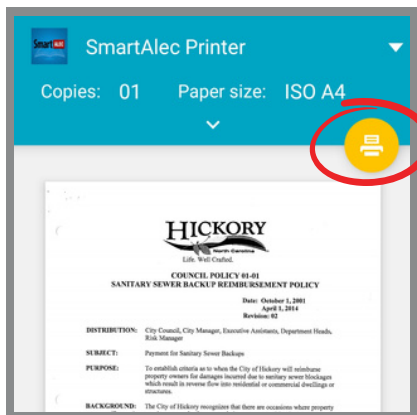 SmartALEC
SmartAlec Printer
Copies: 01 Paper size: ISO A4
HICKORY
North Carolina
Life. Well Crafted.
COUNCIL POLICY 01-01
SANITARY SEWER BACKUP REIMBURSEMENT POLICY
Date: October 1, 2001
April 1, 2014
Revision: 02
DISTRIBUTION: City Council, City Manager, Executive Assistants, Department Heads,
Risk Manager
SUBJECT: Payment for Sanitary Sewer Backups
PURPOSE: To establish criteria as to when the City of Hickory will reimburse
property owners for damages incurred due to sanitary sewer blockages
which result in reverse flow into residential or commercial dwellings or
structures.
BACKGROUND: The City of Hickory recognizes that there are occasions where property